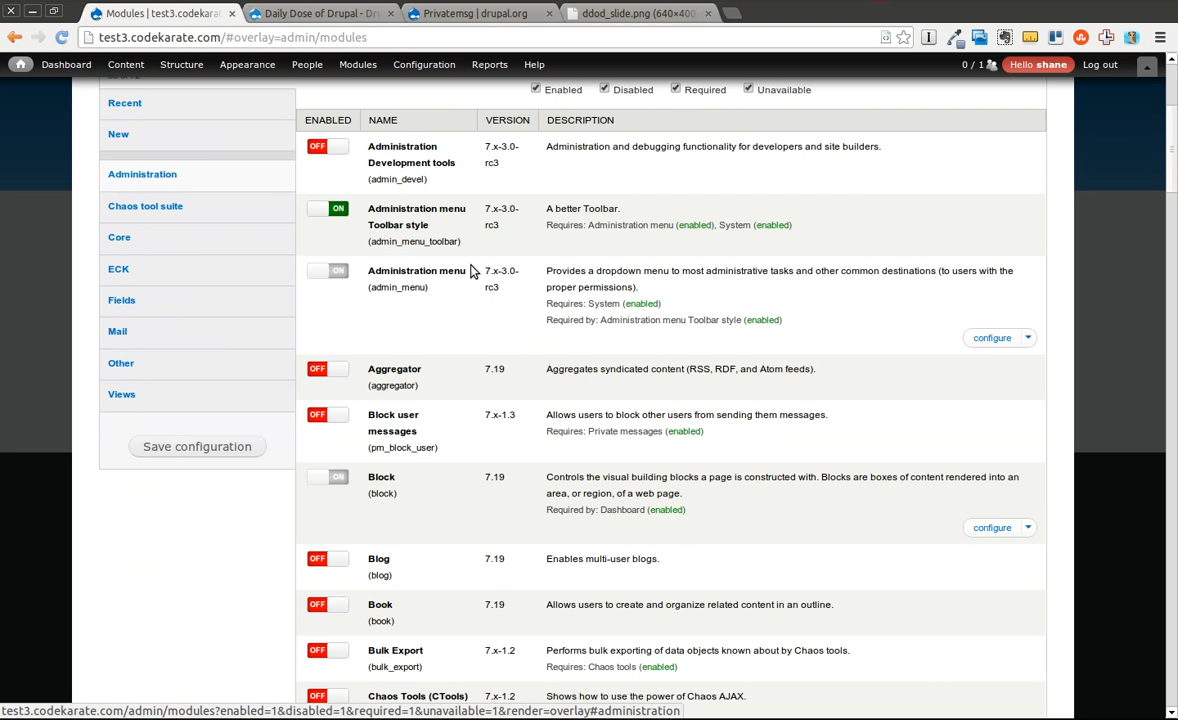 Modules | test3.codekarat
Daily Dose of Drupal - Dr
Privatemsg | drupal.org
ddod_slide.png (640×400
test3.codekarate.com/#overlay=admin/modules
Dashboard Content Structure Appearance People Modules Configuration Reports Help 0 / 1 Hello shane Log out
Recent
New
Administration
Chaos tool suite
Core
ECK
Fields
Mail
Other
Views
Save configuration
Enabled Disabled Required Unavailable
ENABLED NAME VERSION DESCRIPTION
OFF Administration 7.x-3.0- Administration and debugging functionality for developers and site builders.
Development tools rc3
(admin_devel)
ON Administration menu 7.x-3.0- A better Toolbar.
Toolbar style rc3 Requires: Administration menu (enabled), System (enabled)
(admin_menu_toolbar)
ON Administration menu 7.x-3.0- Provides a dropdown menu to most administrative tasks and other common destinations (to users with the
(admin_menu) rc3 proper permissions).
Requires: System (enabled)
Required by: Administration menu Toolbar style (enabled)
configure
OFF Aggregator 7.19 Aggregates syndicated content (RSS, RDF, and Atom feeds).
(aggregator)
OFF Block user 7.x-1.3 Allows users to block other users from sending them messages.
messages Requires: Private messages (enabled)
(pm_block_user)
ON Block 7.19 Controls the visual building blocks a page is constructed with. Blocks are boxes of content rendered into an
(block) area, or region, of a web page.
Required by: Dashboard (enabled)
configure
OFF Blog 7.19 Enables multi-user blogs.
(blog)
OFF Book 7.19 Allows users to create and organize related content in an outline.
(book)
OFF Bulk Export 7.x-1.2 Performs bulk exporting of data objects known about by Chaos tools.
(bulk_export) Requires: Chaos tools (enabled)
OFF Chaos Tools (CTools) 7.x-1.2 Shows how to use the power of Chaos AJAX.
test3.codekarate.com/admin/modules?enabled=1&disabled=1&required=1&unavailable=1&render=overlay#administration